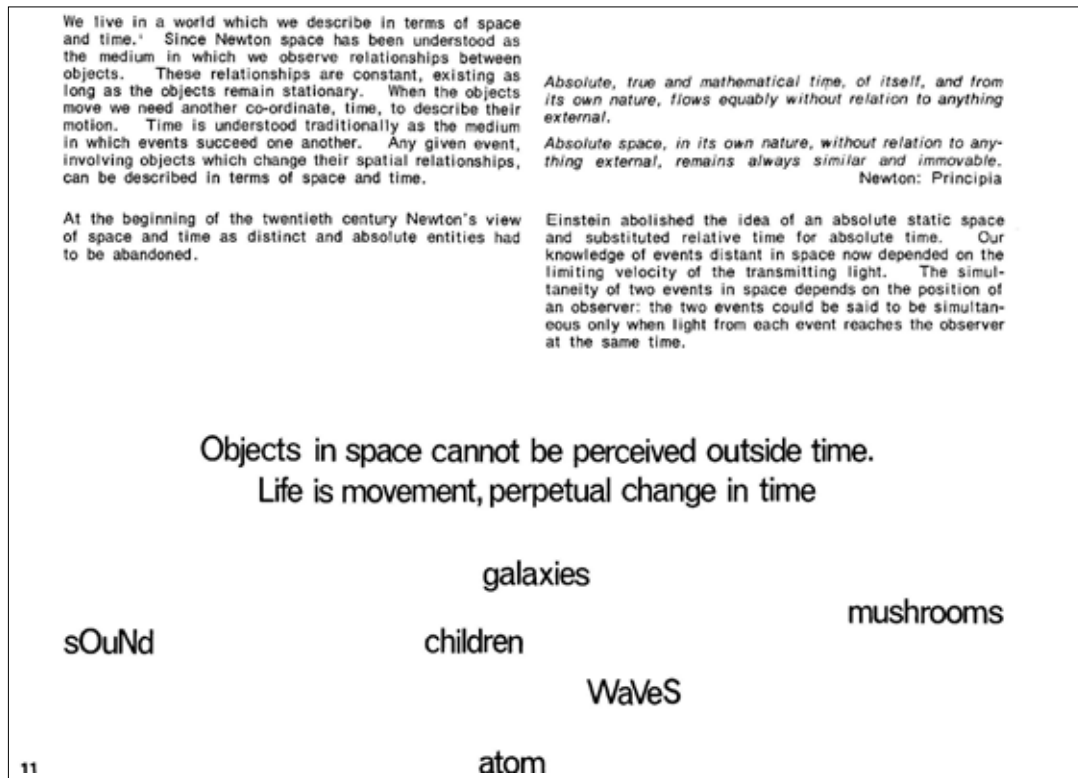 We live in a world which we describe in terms of space
and time. Since Newton space has been understood as
the medium in which we observe relationships between
objects. These relationships are constant, existing as
long as the objects remain stationary. When the objects
move we need another co-ordinate, time, to describe their
motion. Time is understood traditionally as the medium
in which events succeed one another. Any given event,
involving objects which change their spatial relationships,
can be described in terms of space and time.
Absolute, true and mathematical time, of itself, and from
its own nature, flows equably without relation to anything
external.
Absolute space, in its own nature, without relation to any-
thing external, remains always similar and immovable.
Newton: Principia
At the beginning of the twentieth century Newton's view
of space and time as distinct and absolute entities had
to be abandoned.
Einstein abolished the idea of an absolute static space
and substituted relative time for absolute time. Our
knowledge of events distant in space now depended on the
limiting velocity of the transmitting light. The simul-
taneity of two events in space depends on the position of
an observer: the two events could be said to be simultan-
eous only when light from each event reaches the observer
at the same time.
Objects in space cannot be perceived outside time.
Life is movement, perpetual change in time
galaxies
mushrooms
sOuNd
children
WaVeS
atom
11